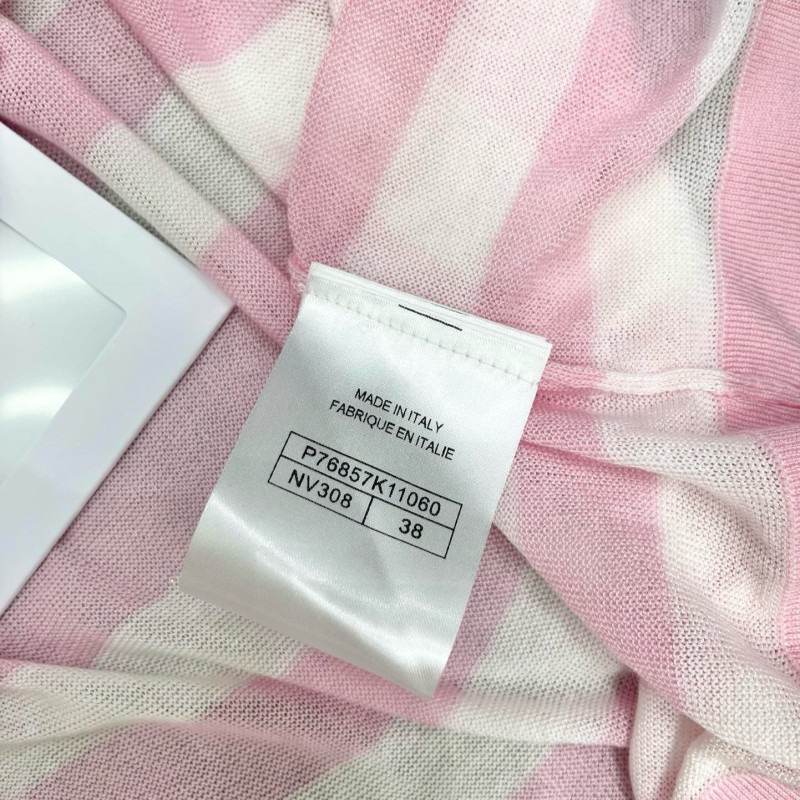 MADE IN ITALY
FABRIQUE EN ITALIE
P76857K11060
NV308 38